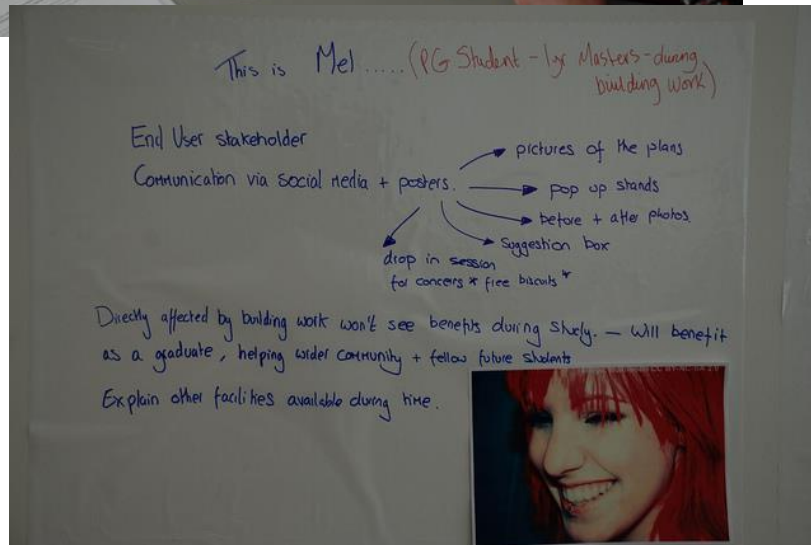 This is Mel ..... (PG Student - 1yr Masters - during
building work)
End User stakeholder
Communication via social media + posters.
pictures of the plans
pop up stands
before + after photos.
suggestion box
drop in session
for concerns * free biscuits *
Directly affected by building work won't see benefits during study. - will benefit
as a graduate, helping wider community + fellow future students
Explain other facilities available during time.